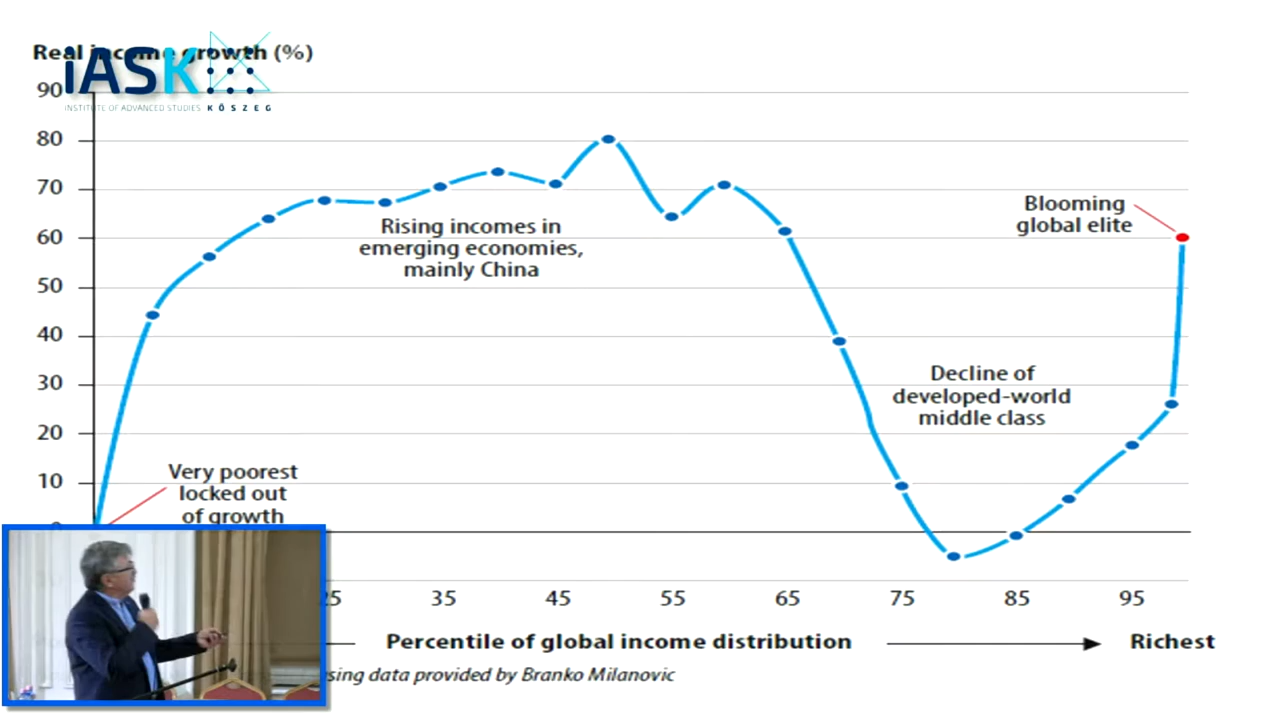 Real income growth (%)
iASK
INSTITUTE OF ADVANCED STUDIES KŐSZEG
90
80
70
60
50
40
30
20
10
Rising incomes in
emerging economies,
mainly China
Blooming
global elite
Decline of
developed-world
middle class
Very poorest
locked out
of growth
35 45 55 65 75 85 95
Percentile of global income distribution Richest
data provided by Branko Milanovic